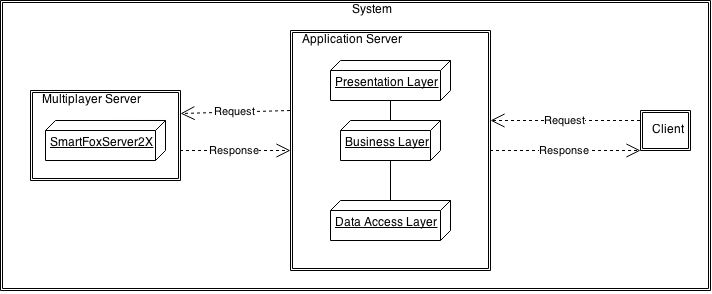 System
Application Server
Presentation Layer
Multiplayer Server
Request
Request
SmartFoxServer2X
Business Layer
Client
Response
Response
Data Access Layer